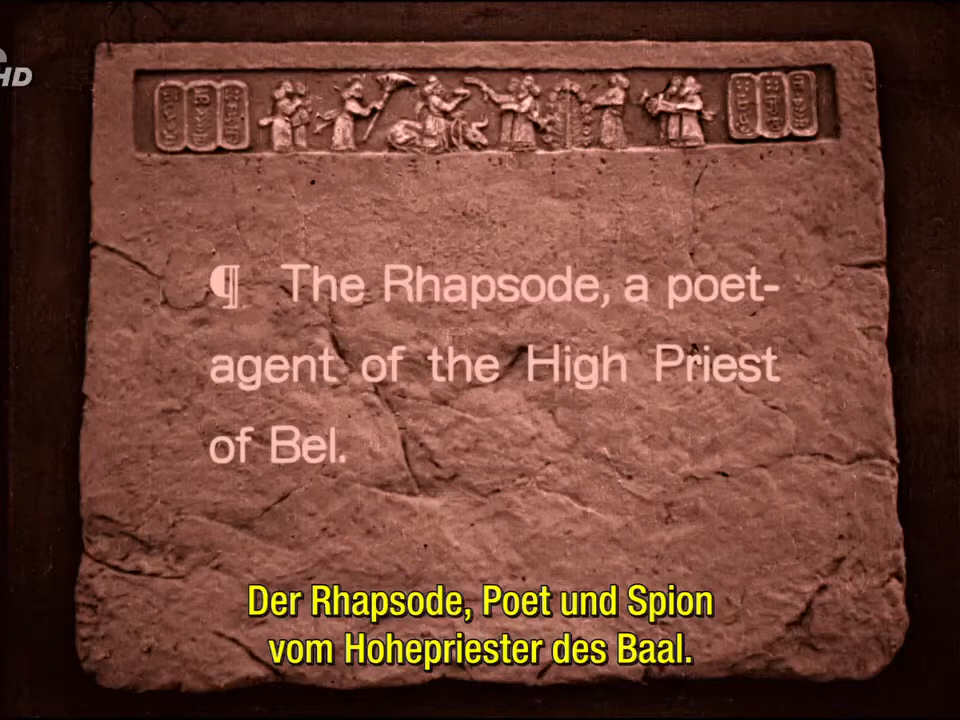 HD
¶ The Rhapsode, a poet-
agent of the High Priest
of Bel.
Der Rhapsode, Poet und Spion
vom Hohepriester des Baal.